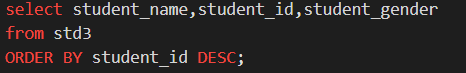 select student_name,student_id,student_gender
from std3
ORDER BY student_id DESC;